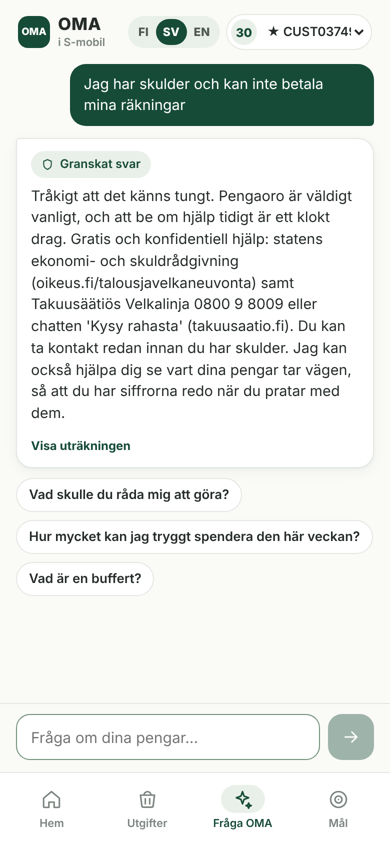 OMA
OMA
i S-mobil
FI
SV
EN
30
★ CUST0374
Jag har skulder och kan inte betala
mina räkningar
Granskat svar
Tråkigt att det känns tungt. Pengaoro är väldigt
vanligt, och att be om hjälp tidigt är ett klokt
drag. Gratis och konfidentiell hjälp: statens
ekonomi- och skuldrådgivning
(oikeus.fi/talousjavelkaneuvonta) samt
Takuusäätiös Velkalinja 0800 9 8009 eller
chatten 'Kysy rahasta' (takuusaatio.fi). Du kan
ta kontakt redan innan du har skulder. Jag kan
också hjälpa dig se vart dina pengar tar vägen,
så att du har siffrorna redo när du pratar med
dem.
Visa uträkningen
Vad skulle du råda mig att göra?
Hur mycket kan jag tryggt spendera den här veckan?
Vad är en buffert?
Fråga om dina pengar...
Hem
Utgifter
Fråga OMA
Mål